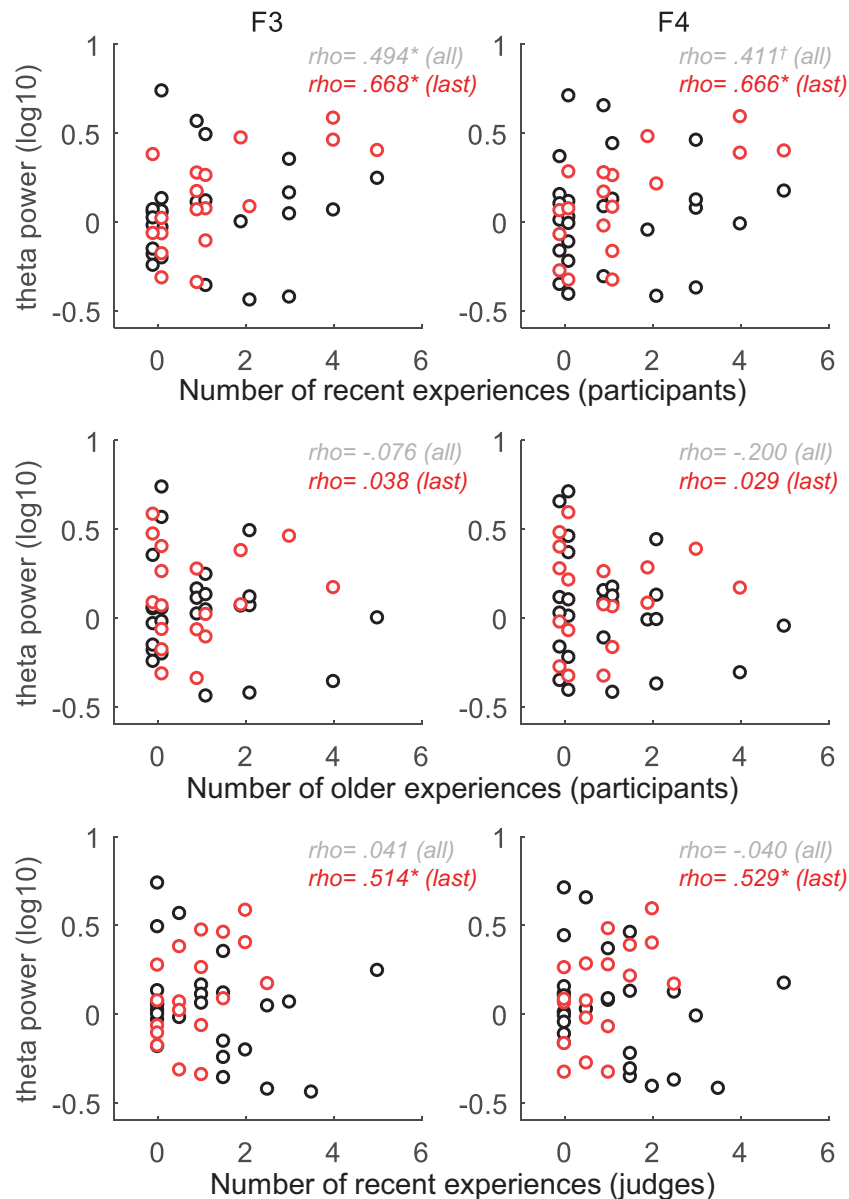 F3 F4
1 1
rho= .494* (all) rho= .411† (all)
rho= .668* (last) rho= .666* (last)
0.5 0.5
theta power (log10)
0 0
-0.5 -0.5
0 2 4 6 0 2 4 6
Number of recent experiences (participants)
1 1
rho= -.076 (all) rho= -.200 (all)
rho= .038 (last) rho= .029 (last)
0.5 0.5
theta power (log10)
0 0
-0.5 -0.5
0 2 4 6 0 2 4 6
Number of older experiences (participants)
1 1
rho= .041 (all) rho= -.040 (all)
rho= .514* (last) rho= .529* (last)
0.5 0.5
theta power (log10)
0 0
-0.5 -0.5
0 2 4 6 0 2 4 6
Number of recent experiences (judges)